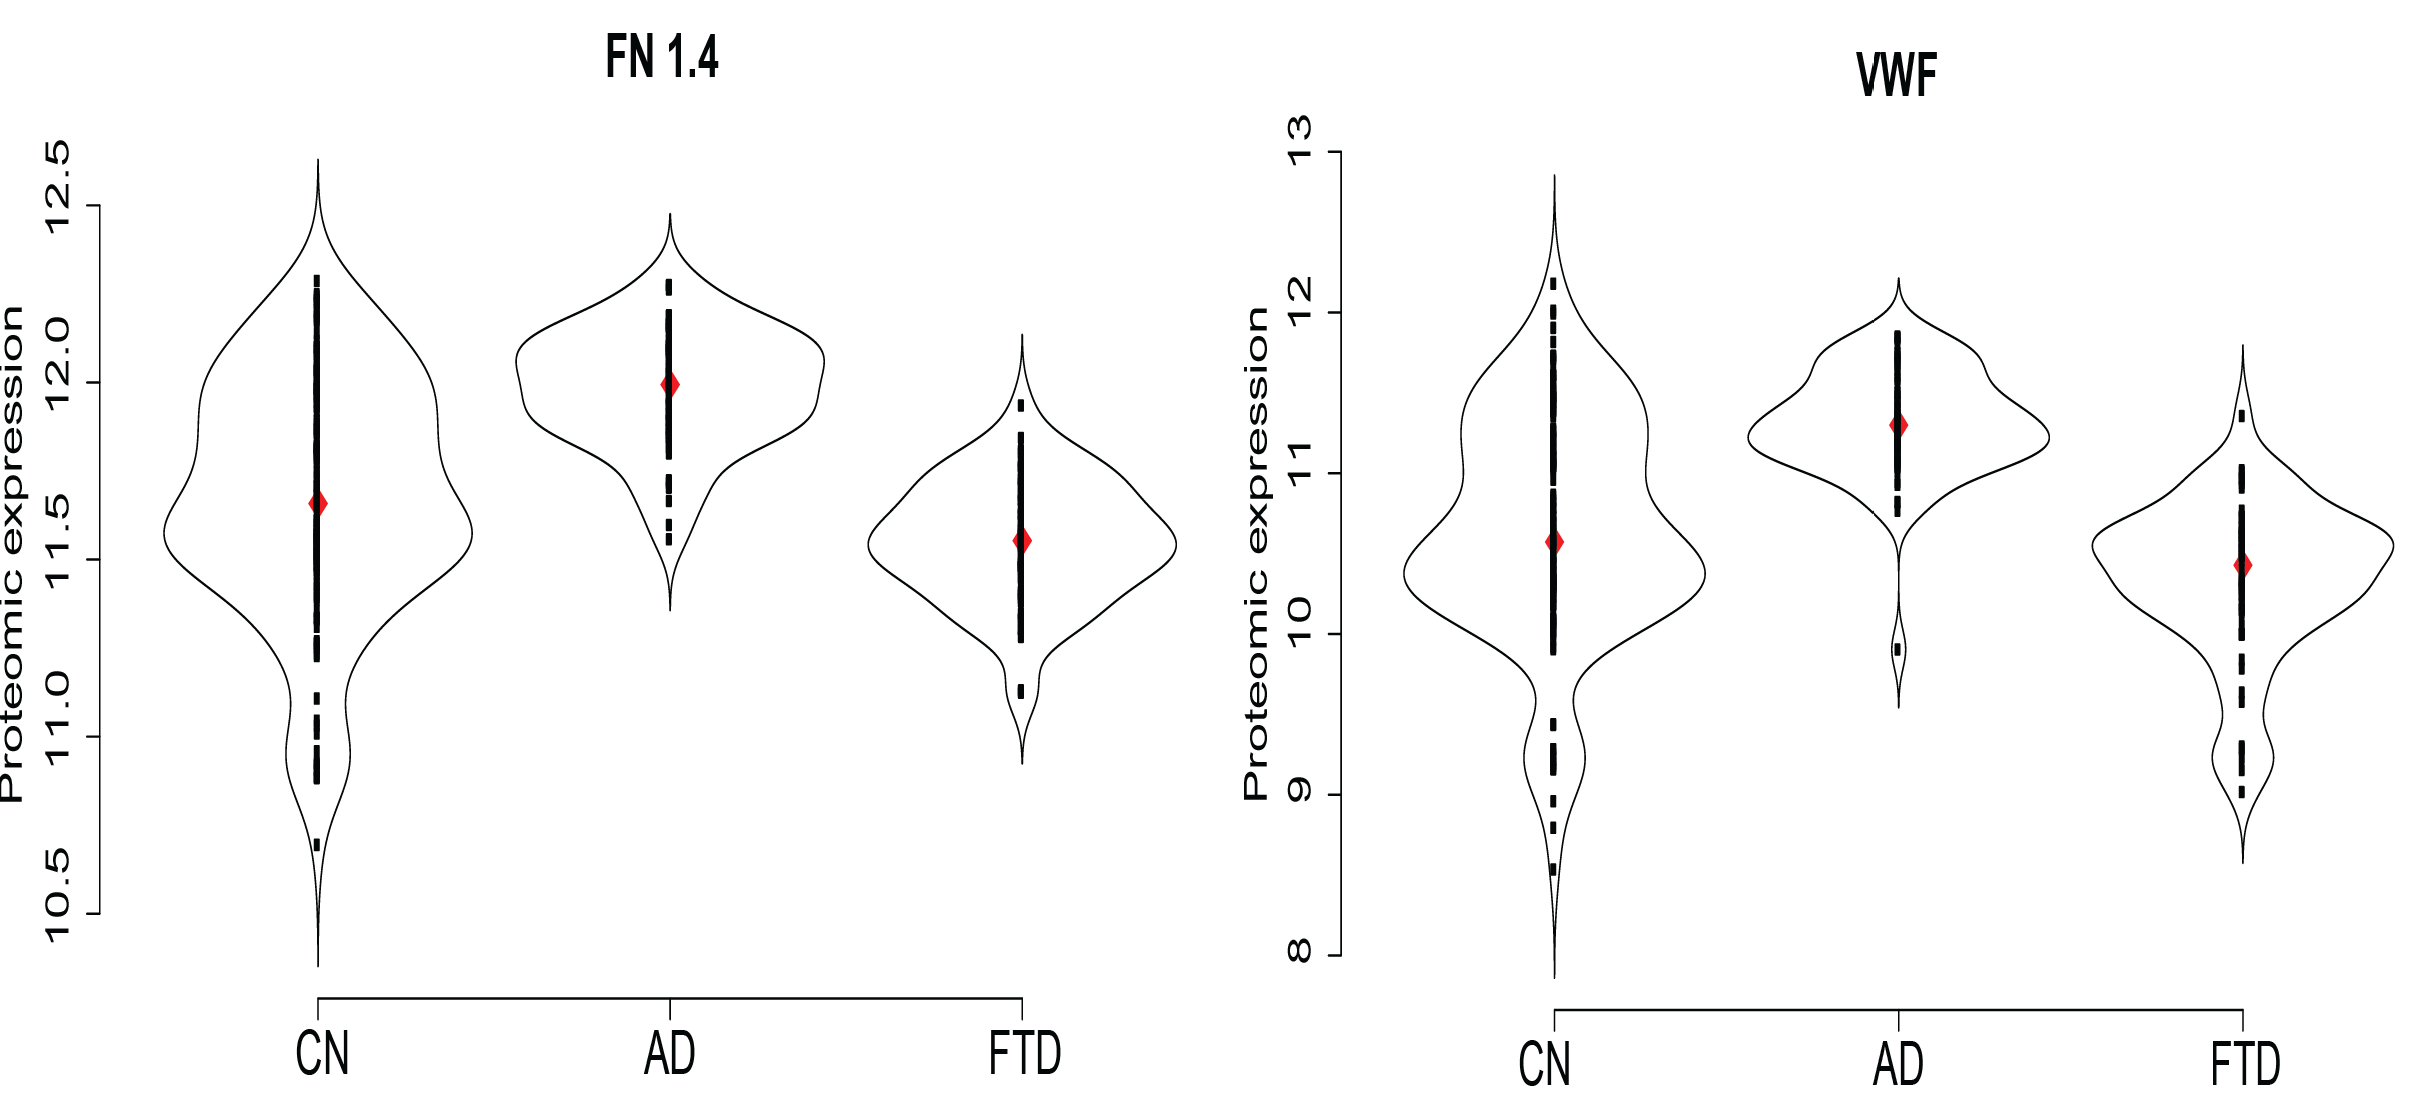 FN 1.4
Proteomic expression
12.5
12.0
11.5
11.0
10.5
CN AD FTD
VWF
Proteomic expression
13
12
11
10
9
8
CN AD FTD